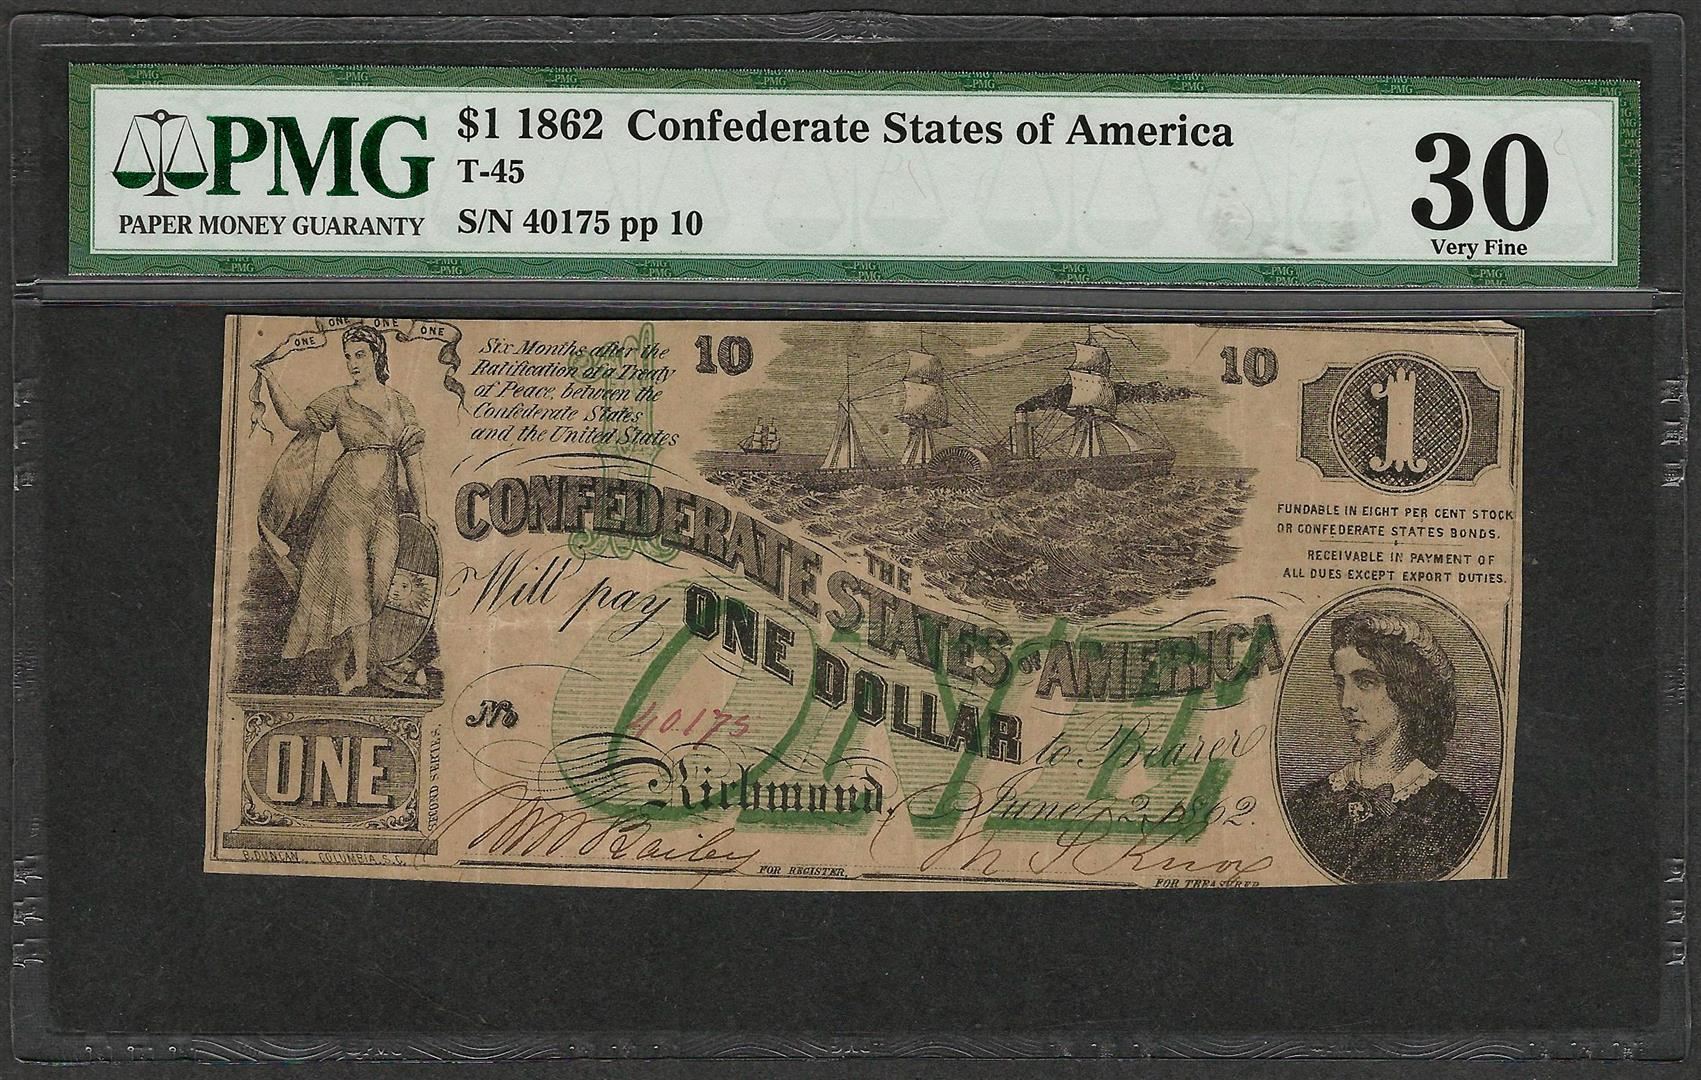 PMG
PAPER MONEY GUARANTY
$1 1862 Confederate States of America
T-45
S/N 40175 pp 10
30
Very Fine
ONE ONE ONE ONE
Six Months after the
Ratification of a Treaty
of Peace, between the
Confederate States
and the United States
10
10
1
FUNDABLE IN EIGHT PER CENT STOCK
OR CONFEDERATE STATES BONDS.
RECEIVABLE IN PAYMENT OF
ALL DUES EXCEPT EXPORT DUTIES.
THE
CONFEDERATE STATES OF AMERICA
Will pay ONE DOLLAR to Bearer
ONE
No 40175
Richmond, June 2, 1862.
ONE
SECOND SERIES.
B. DUNCAN, COLUMBIA, S.C.
FOR REGISTER,
Knox
FOR TREASURER